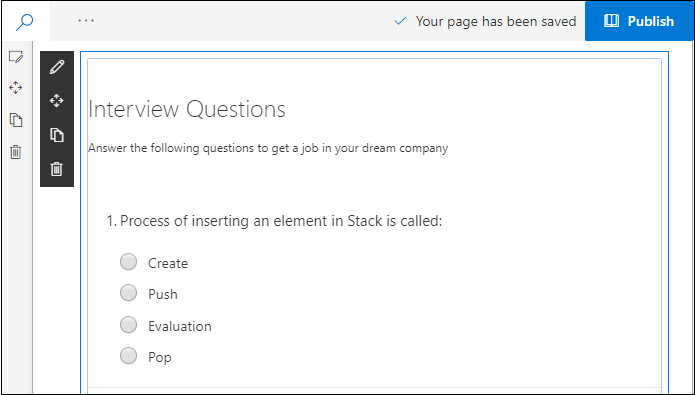 Your page has been saved
Publish
Interview Questions
Answer the following questions to get a job in your dream company
1. Process of inserting an element in Stack is called:
Create
Push
Evaluation
Pop